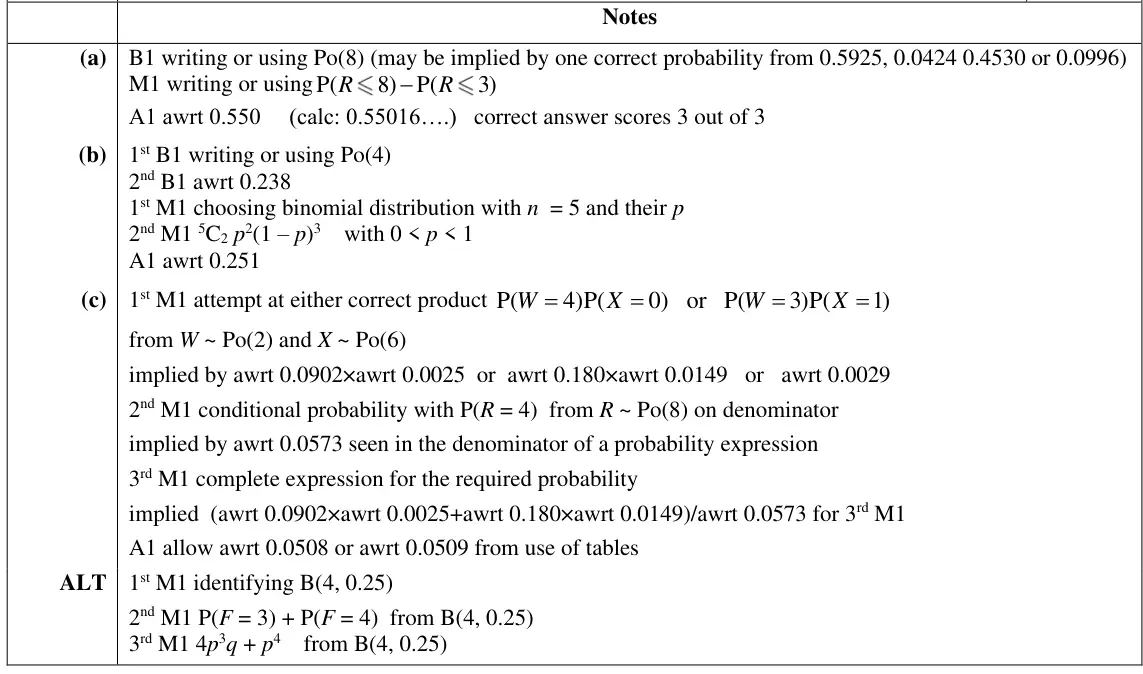 Notes
(a) B1 writing or using Po(8) (may be implied by one correct probability from 0.5925, 0.0424 0.4530 or 0.0996)
M1 writing or using P(R ⩽ 8) – P(R ⩽ 3)
A1 awrt 0.550 (calc: 0.55016….) correct answer scores 3 out of 3
(b) 1st B1 writing or using Po(4)
2nd B1 awrt 0.238
1st M1 choosing binomial distribution with n = 5 and their p
2nd M1 ⁵C₂ p²(1 – p)³ with 0 < p < 1
A1 awrt 0.251
(c) 1st M1 attempt at either correct product P(W = 4)P(X = 0) or P(W = 3)P(X = 1)
from W ~ Po(2) and X ~ Po(6)
implied by awrt 0.0902×awrt 0.0025 or awrt 0.180×awrt 0.0149 or awrt 0.0029
2nd M1 conditional probability with P(R = 4) from R ~ Po(8) on denominator
implied by awrt 0.0573 seen in the denominator of a probability expression
3rd M1 complete expression for the required probability
implied (awrt 0.0902×awrt 0.0025+awrt 0.180×awrt 0.0149)/awrt 0.0573 for 3rd M1
A1 allow awrt 0.0508 or awrt 0.0509 from use of tables
ALT 1st M1 identifying B(4, 0.25)
2nd M1 P(F = 3) + P(F = 4) from B(4, 0.25)
3rd M1 4p³q + p⁴ from B(4, 0.25)